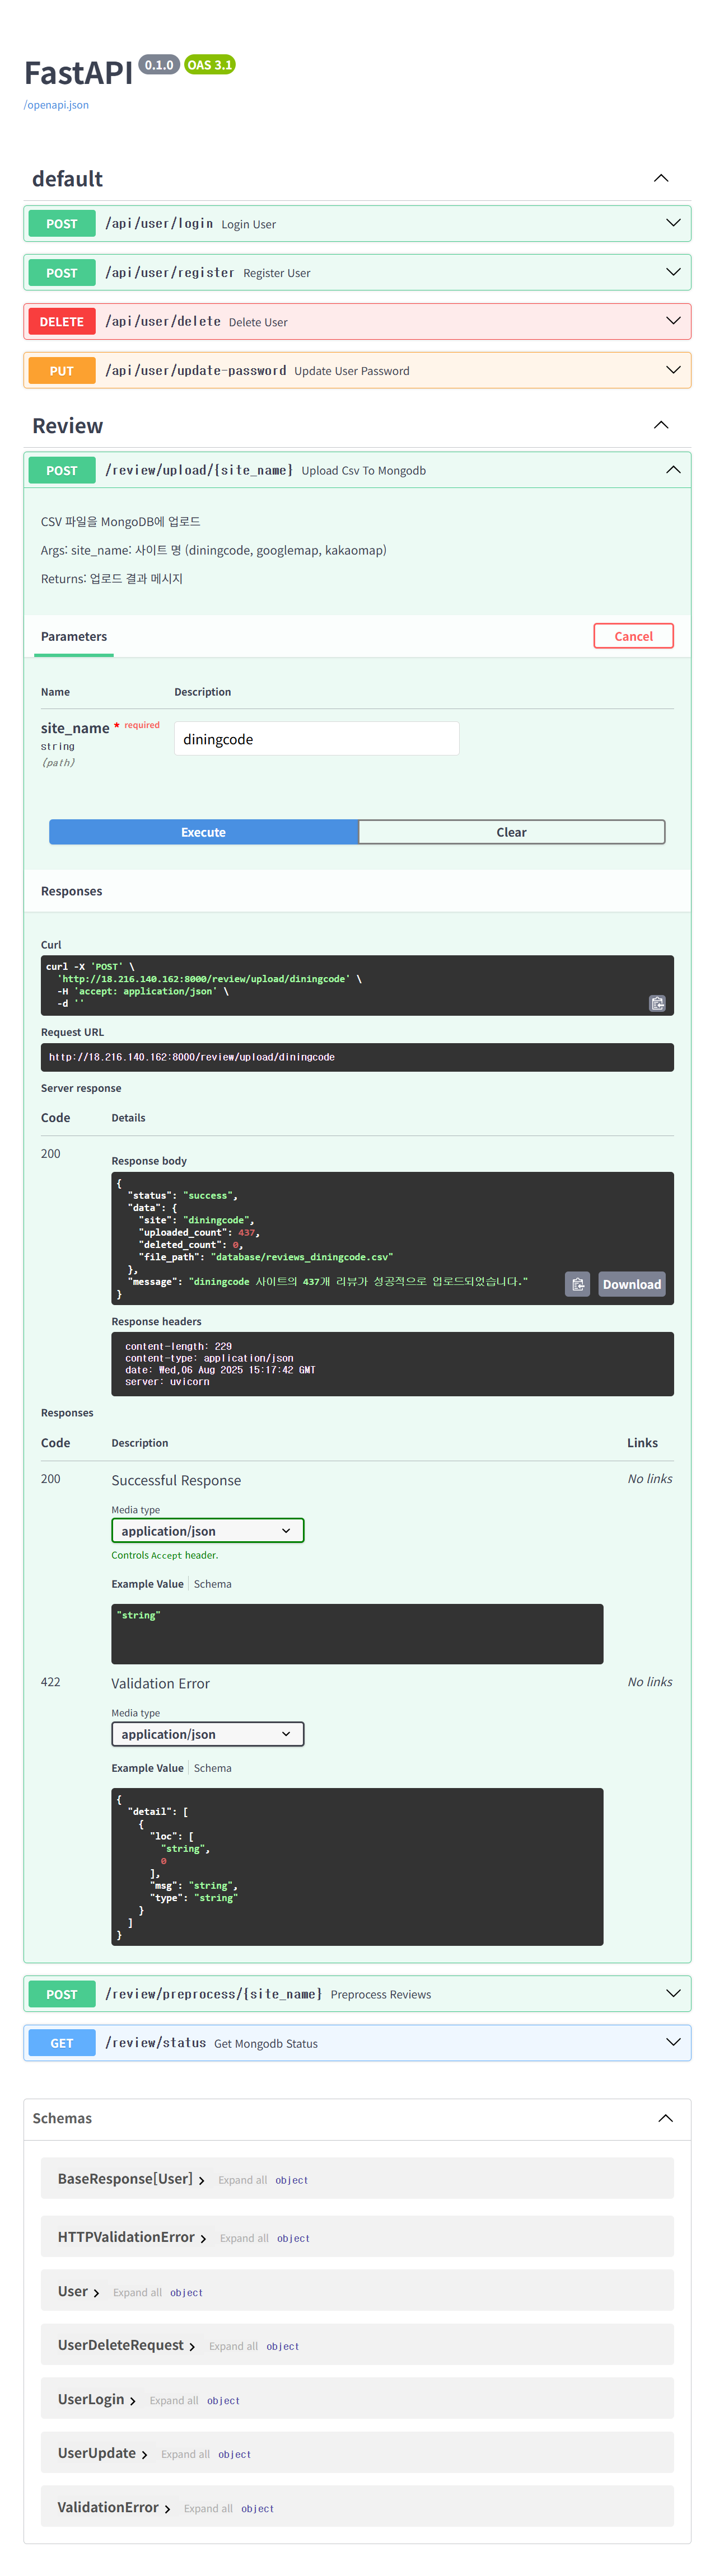 FastAPI 0.1.0 OAS 3.1
/openapi.json
default
POST /api/user/login Login User
POST /api/user/register Register User
DELETE /api/user/delete Delete User
PUT /api/user/update-password Update User Password
Review
POST /review/upload/{site_name} Upload Csv To Mongodb
CSV 파일을 MongoDB에 업로드
Args: site_name: 사이트 명 (diningcode, googlemap, kakaomap)
Returns: 업로드 결과 메시지
Parameters Cancel
Name Description
site_name * required
string
(path)
diningcode
Execute Clear
Responses
Curl
curl -X 'POST' \
'http://18.216.140.162:8000/review/upload/diningcode' \
-H 'accept: application/json' \
-d ''
Request URL
http://18.216.140.162:8000/review/upload/diningcode
Server response
Code Details
200
Response body
{
"status": "success",
"data": {
"site": "diningcode",
"uploaded_count": 437,
"deleted_count": 0,
"file_path": "database/reviews_diningcode.csv"
},
"message": "diningcode 사이트의 437개 리뷰가 성공적으로 업로드되었습니다."
}
Download
Response headers
content-length: 229
content-type: application/json
date: Wed,06 Aug 2025 15:17:42 GMT
server: uvicorn
Responses
Code Description Links
200 Successful Response No links
Media type
application/json
Controls Accept header.
Example Value Schema
"string"
422 Validation Error No links
Media type
application/json
Example Value Schema
{
"detail": [
{
"loc": [
"string",
0
],
"msg": "string",
"type": "string"
}
]
}
POST /review/preprocess/{site_name} Preprocess Reviews
GET /review/status Get Mongodb Status
Schemas
BaseResponse[User] Expand all object
HTTPValidationError Expand all object
User Expand all object
UserDeleteRequest Expand all object
UserLogin Expand all object
UserUpdate Expand all object
ValidationError Expand all object